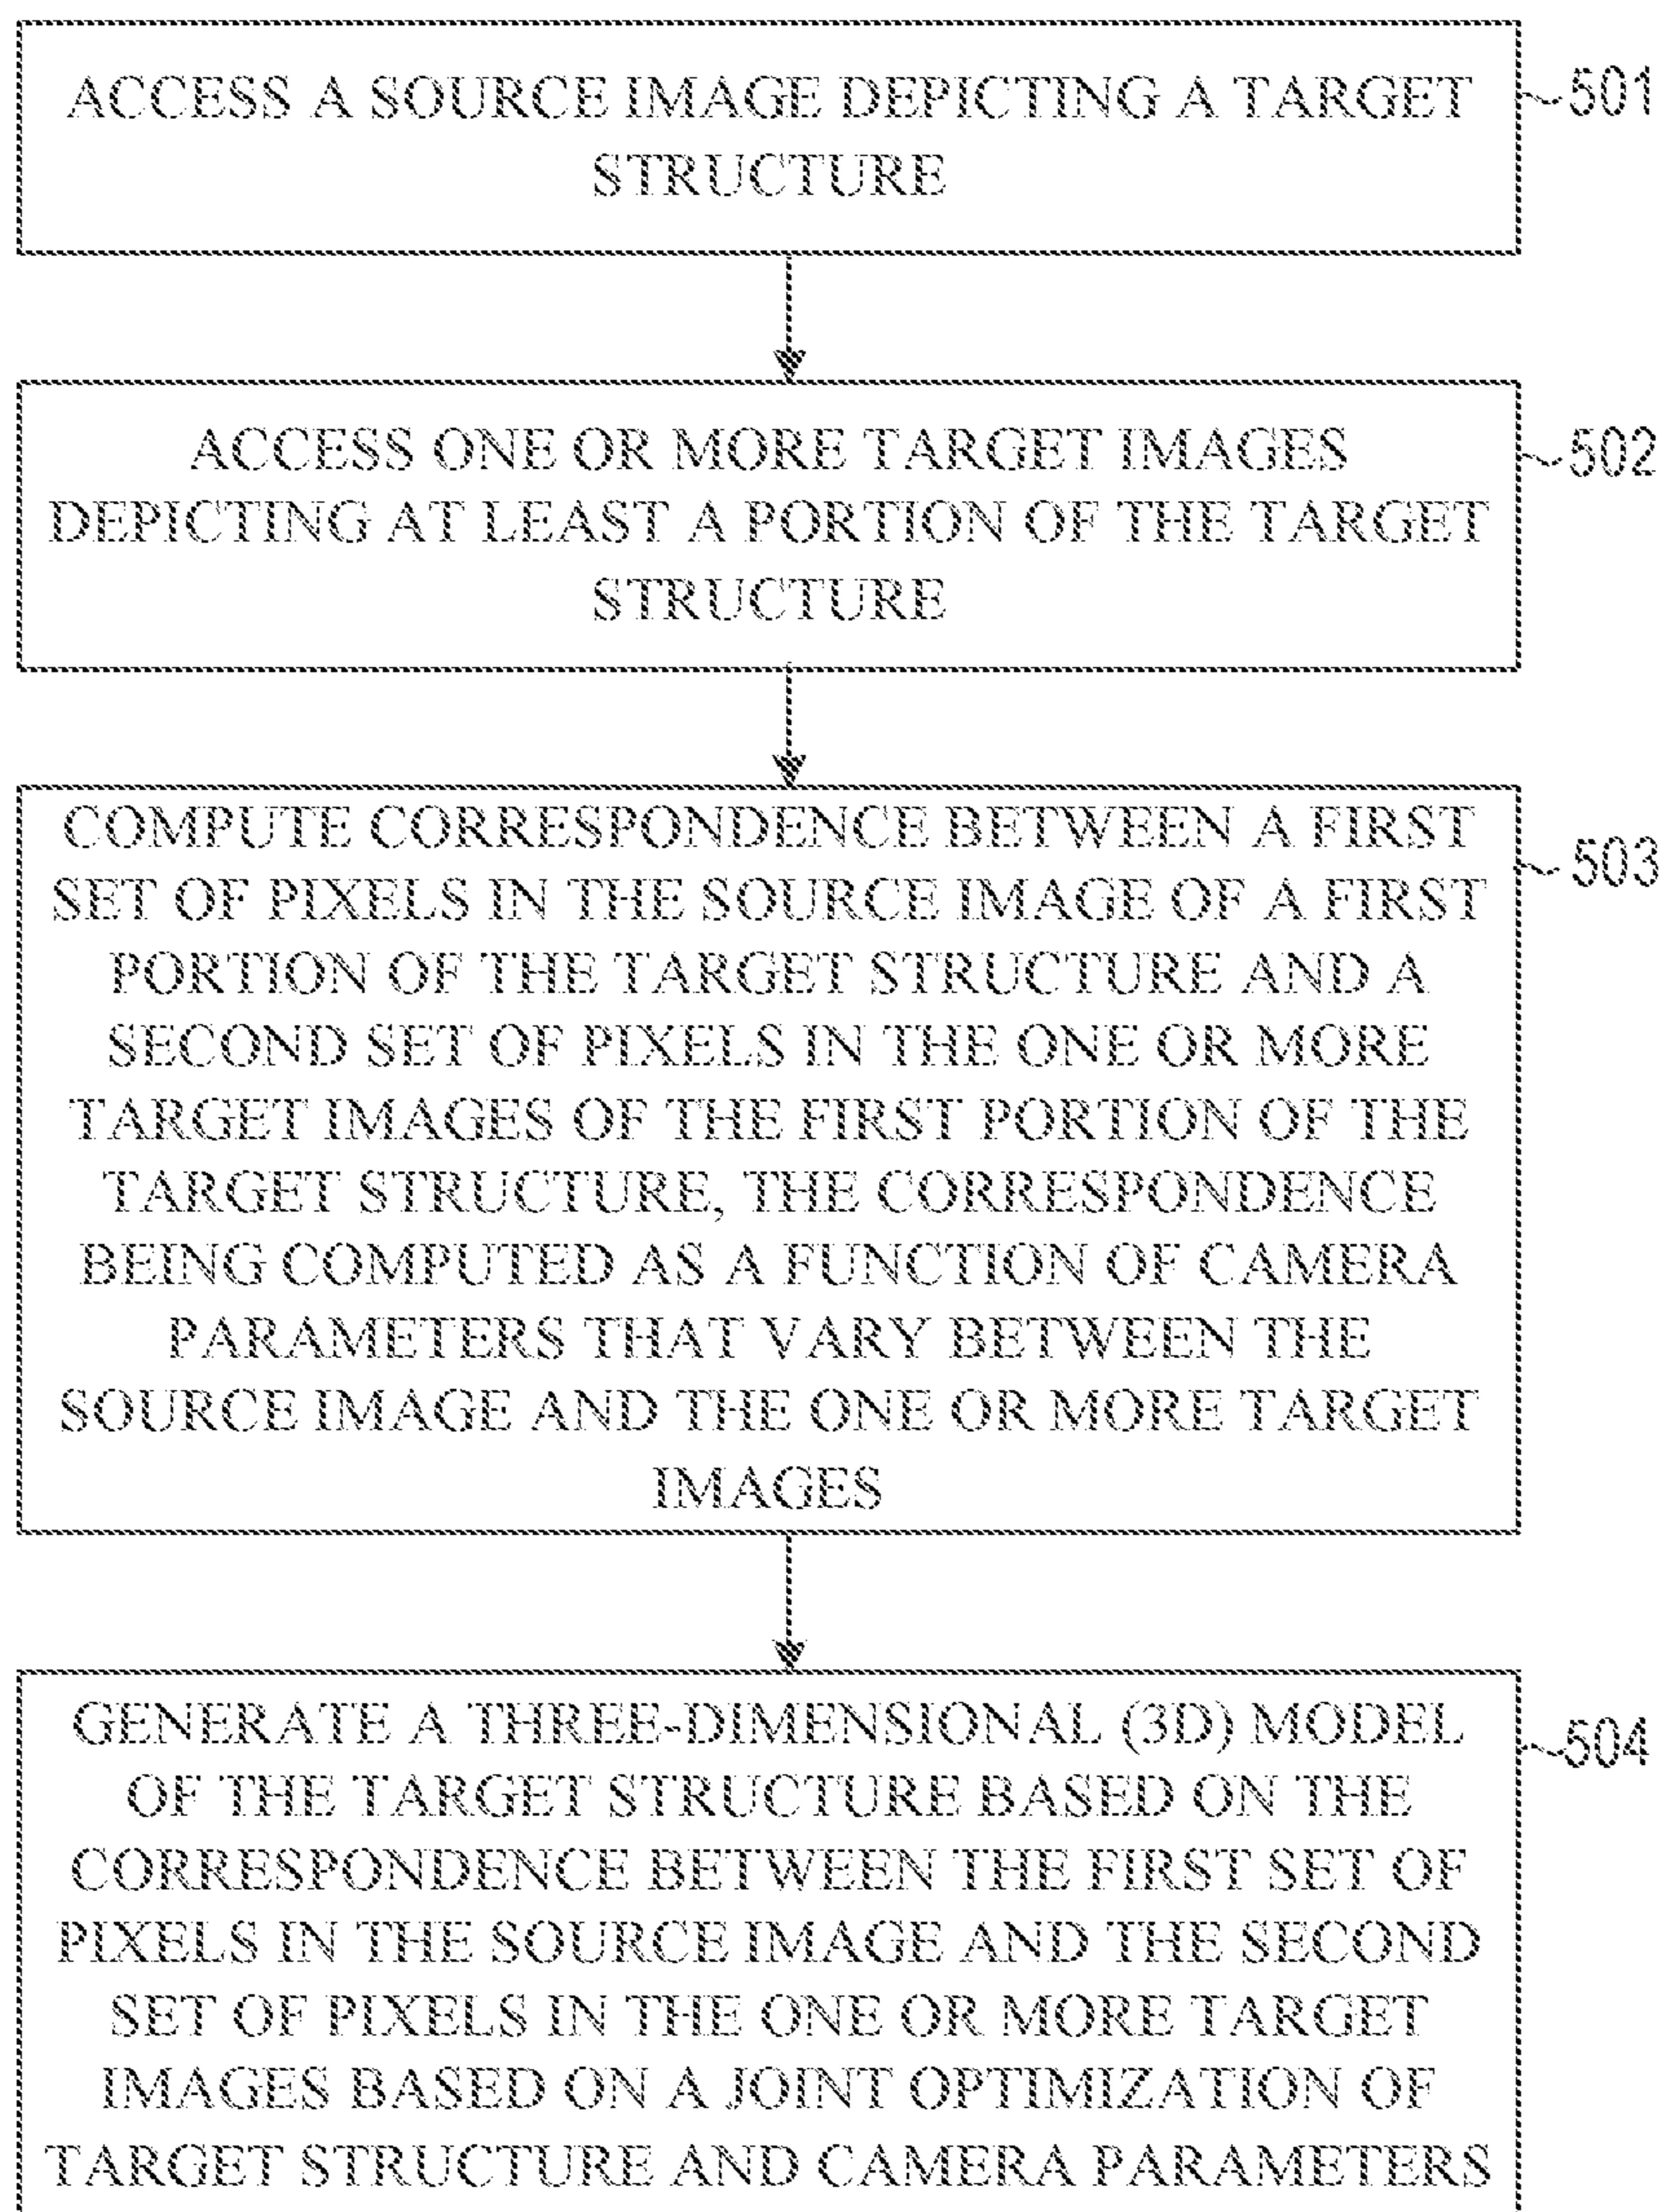 ACCESS A SOURCE IMAGE DEPICTING A TARGET
STRUCTURE
501
ACCESS ONE OR MORE TARGET IMAGES
DEPICTING AT LEAST A PORTION OF THE TARGET
STRUCTURE
502
COMPUTE CORRESPONDENCE BETWEEN A FIRST
SET OF PIXELS IN THE SOURCE IMAGE OF A FIRST
PORTION OF THE TARGET STRUCTURE AND A
SECOND SET OF PIXELS IN THE ONE OR MORE
TARGET IMAGES OF THE FIRST PORTION OF THE
TARGET STRUCTURE, THE CORRESPONDENCE
BEING COMPUTED AS A FUNCTION OF CAMERA
PARAMETERS THAT VARY BETWEEN THE
SOURCE IMAGE AND THE ONE OR MORE TARGET
IMAGES
503
GENERATE A THREE-DIMENSIONAL (3D) MODEL
OF THE TARGET STRUCTURE BASED ON THE
CORRESPONDENCE BETWEEN THE FIRST SET OF
PIXELS IN THE SOURCE IMAGE AND THE SECOND
SET OF PIXELS IN THE ONE OR MORE TARGET
IMAGES BASED ON A JOINT OPTIMIZATION OF
TARGET STRUCTURE AND CAMERA PARAMETERS
504